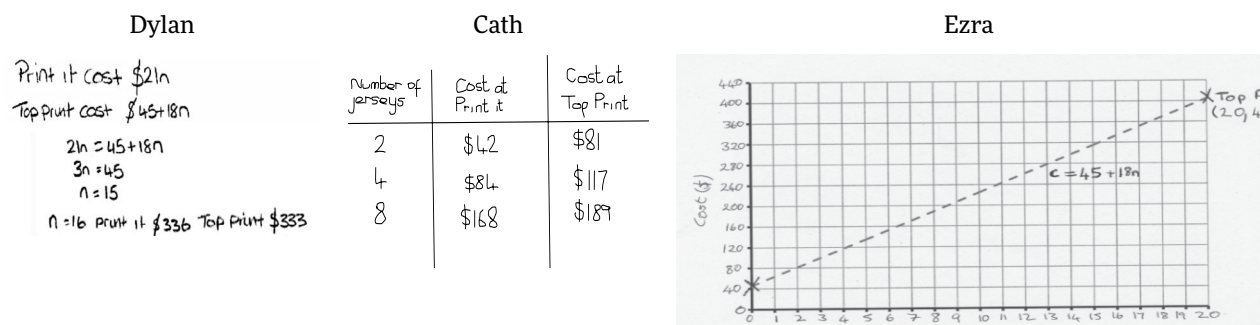 Dylan
Print it cost $21n
Top print cost $45+18n
21n = 45+18n
3n = 45
n = 15
n = 16 print it $336 Top print $333
Cath
Number of jerseys Cost at Print it Cost at Top Print
2 $42 $81
4 $84 $117
8 $168 $189
Ezra
Cost ($)
440
400
360
320
280
240
200
160
120
80
40
0
Top
(20,4
c = 45 + 18n
0 1 2 3 4 5 6 7 8 9 10 11 12 13 14 15 16 17 18 19 20